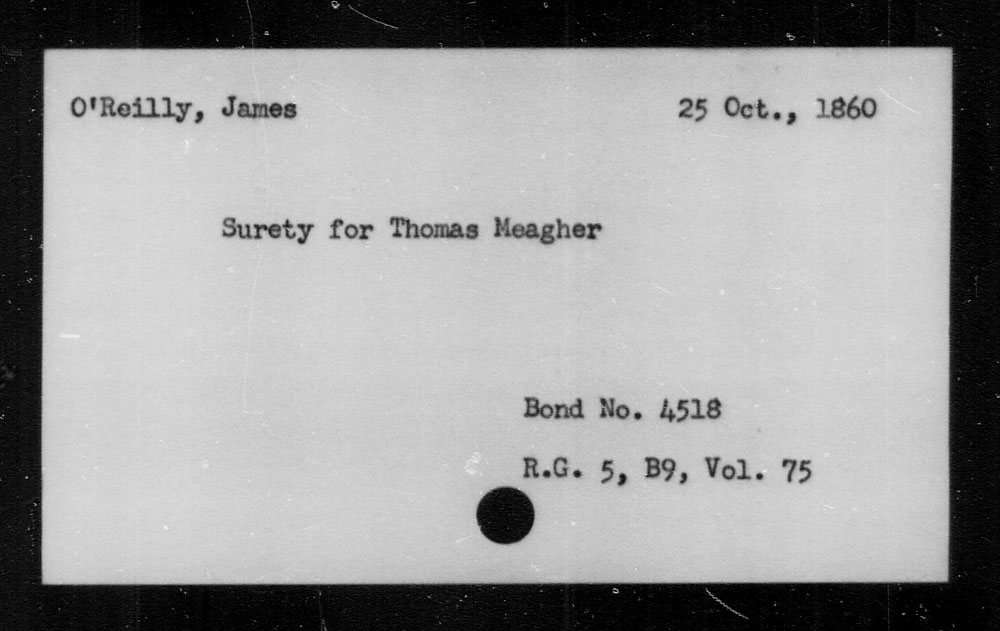 O'Reilly, James 25 Oct., 1860
Surety for Thomas Meagher
Bond No. 4518
R.G. 5, B9, Vol. 75